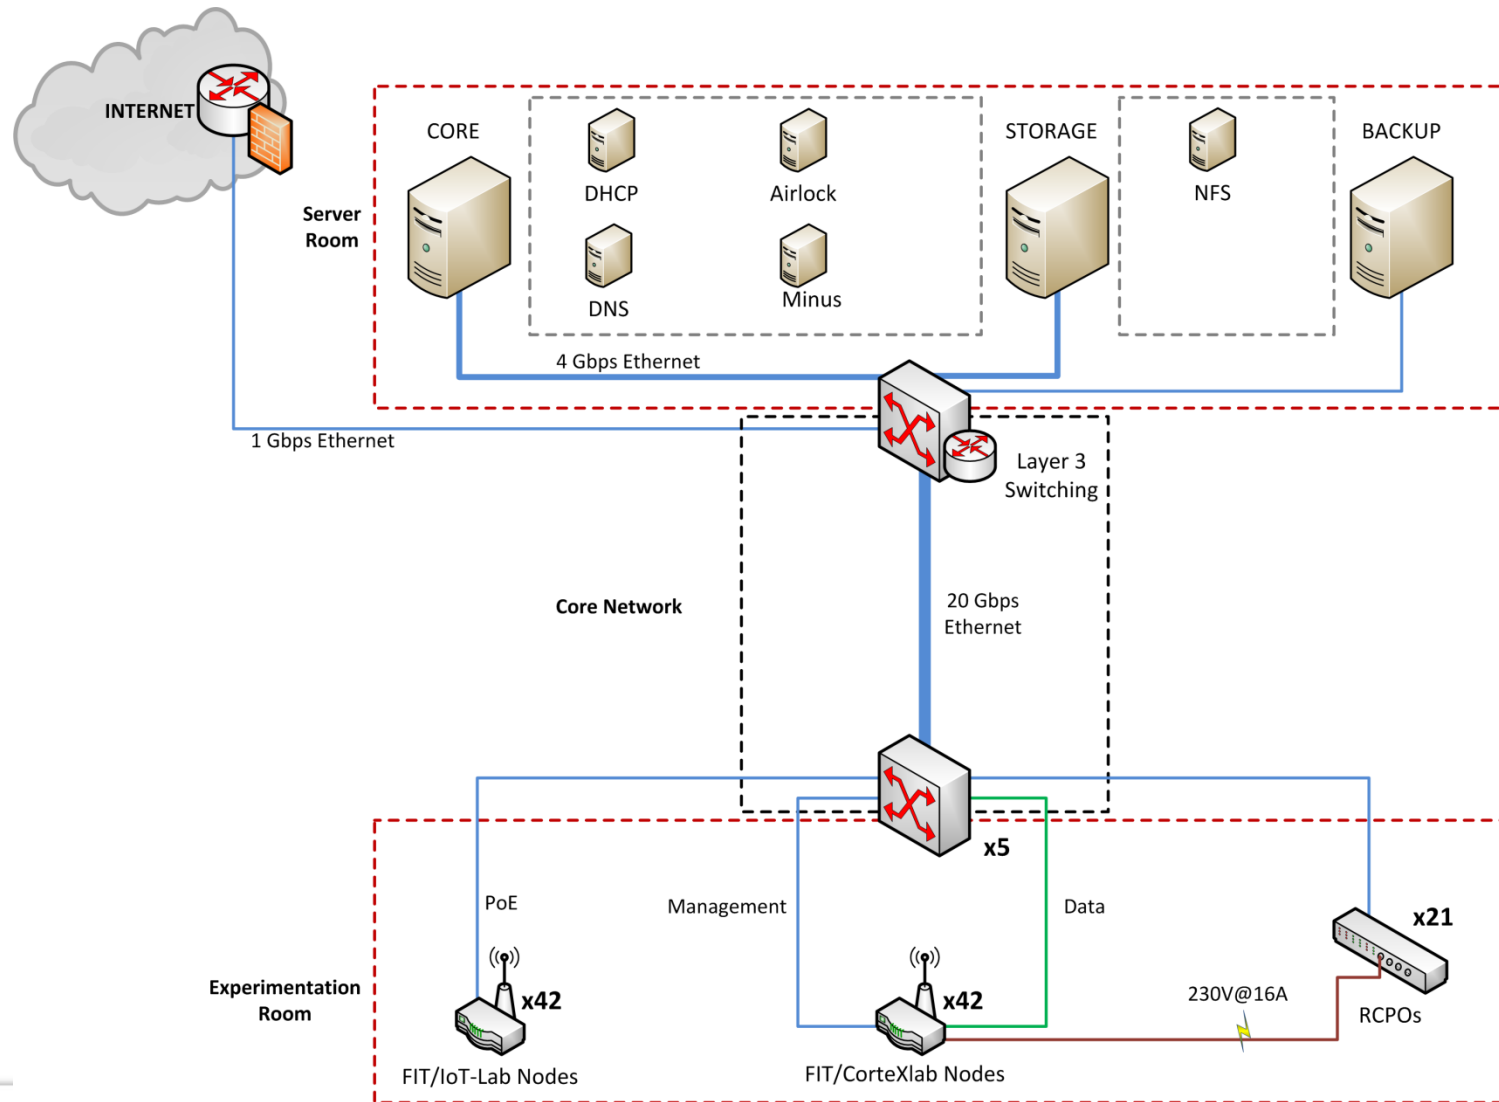 INTERNET
CORE
STORAGE
BACKUP
DHCP
Airlock
NFS
Server
Room
DNS
Minus
4 Gbps Ethernet
1 Gbps Ethernet
Layer 3
Switching
Core Network
20 Gbps
Ethernet
x5
PoE
Management
Data
x21
Experimentation
Room
x42
x42
230V@16A
RCPOs
FIT/IoT-Lab Nodes
FIT/CorteXlab Nodes